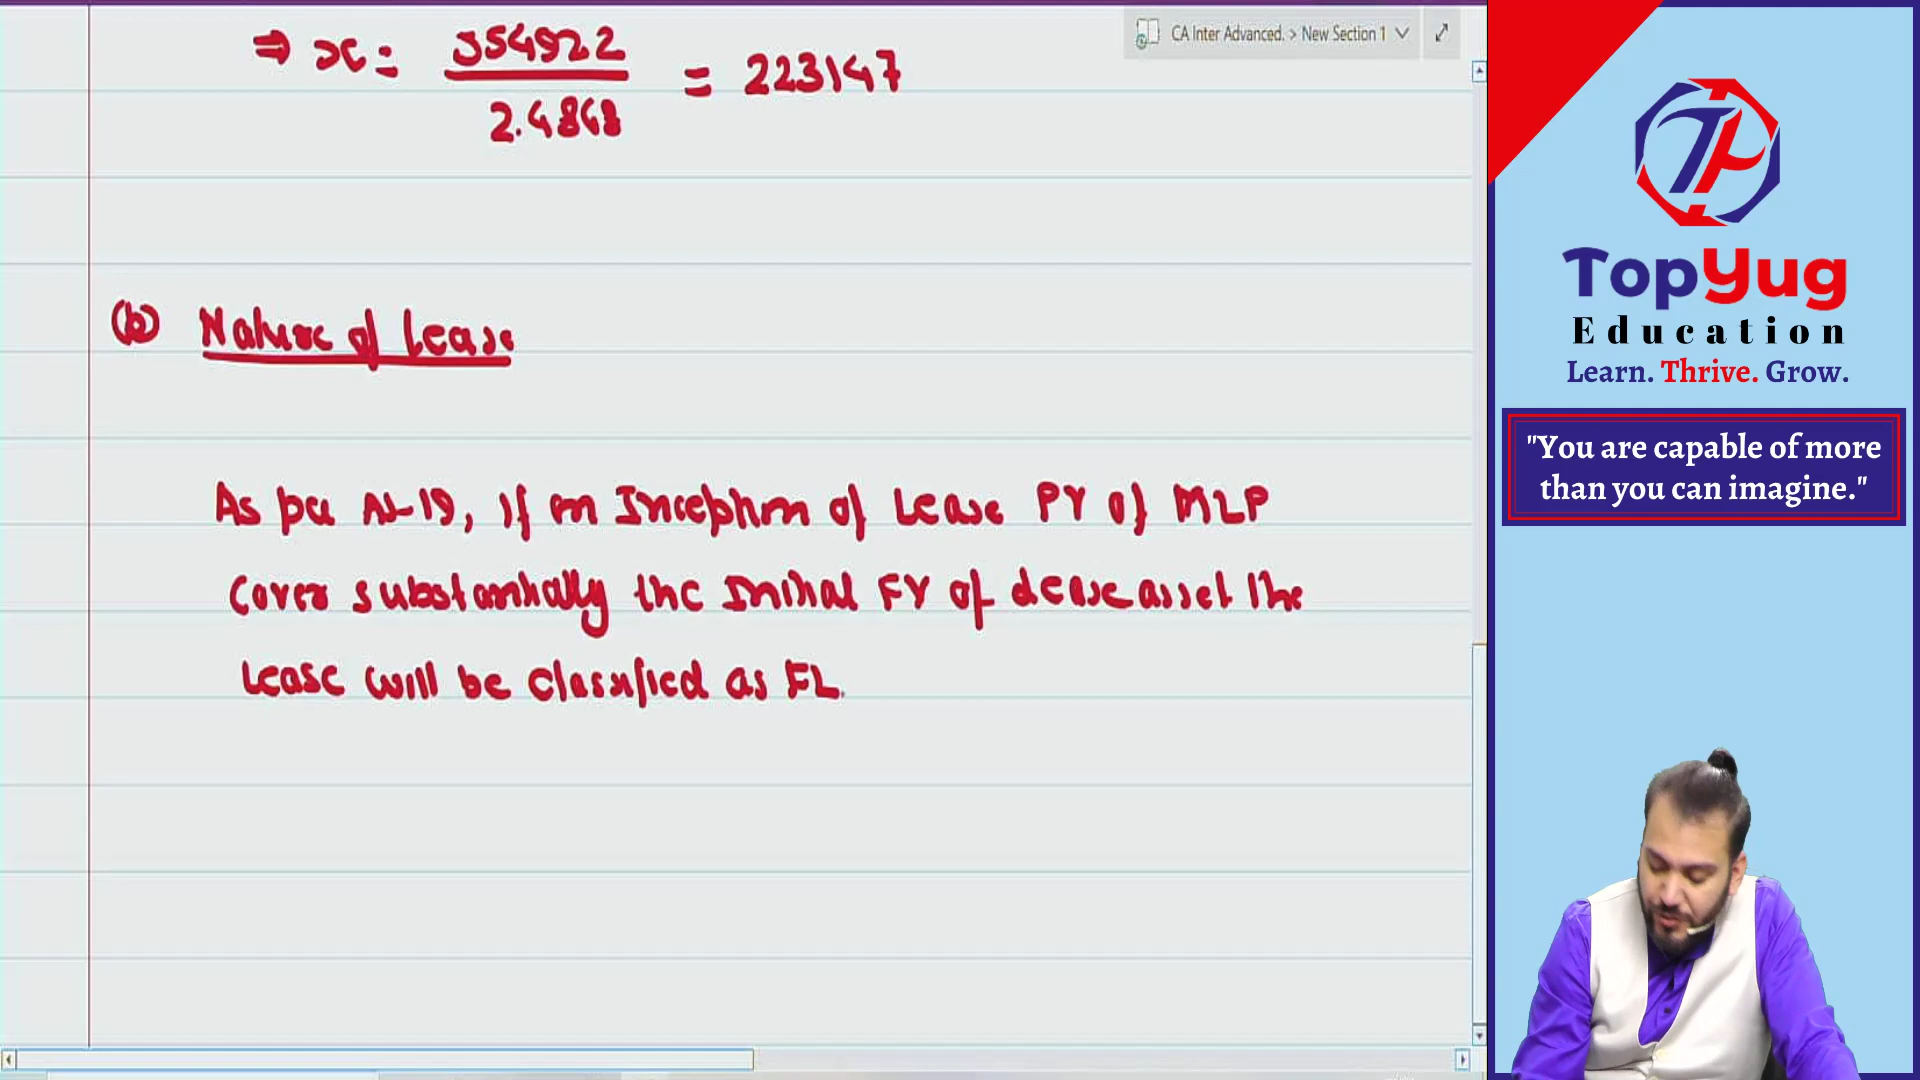 CA Inter Advanced. > New Section 1
⇒ x = 554922 / 2.4868 = 223147
(b) Nature of Lease
As per AS-19, if on Inception of Lease PV of MLP
cover substantially the Initial FV of lease asset the
Lease will be classified as FL.
TopYug
Education
Learn. Thrive. Grow.
"You are capable of more
than you can imagine."